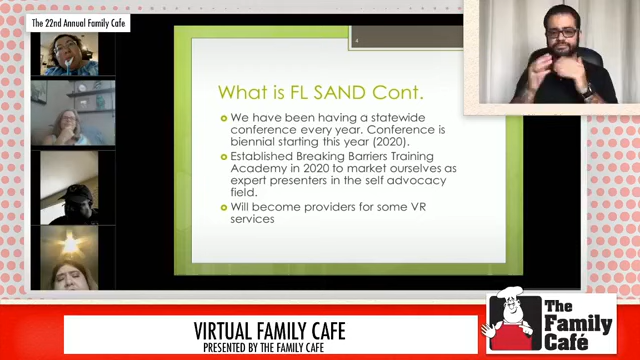 The 22nd Annual Family Cafe
4
What is FL SAND Cont.
We have been having a statewide
conference every year. Conference is
biennial starting this year (2020).
Established Breaking Barriers Training
Academy in 2020 to market ourselves as
expert presenters in the self advocacy
field.
Will become providers for some VR
services
VIRTUAL FAMILY CAFE
PRESENTED BY THE FAMILY CAFE
The
Family
Café